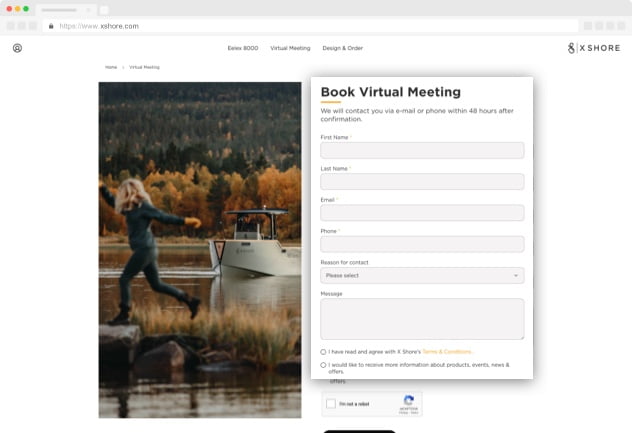 https://www.xshore.com
Eelex 8000
Virtual Meeting
Design & Order
X SHORE
Home › Virtual Meeting
Book Virtual Meeting
We will contact you via e-mail or phone within 48 hours after
confirmation.
First Name *
Last Name *
Email *
Phone *
Reason for contact
Please select
Message
I have read and agree with X Shore's Terms & Conditions.
I would like to receive more information about products, events, news &
offers.
offers.
I'm not a robot
reCAPTCHA
Privacy - Terms